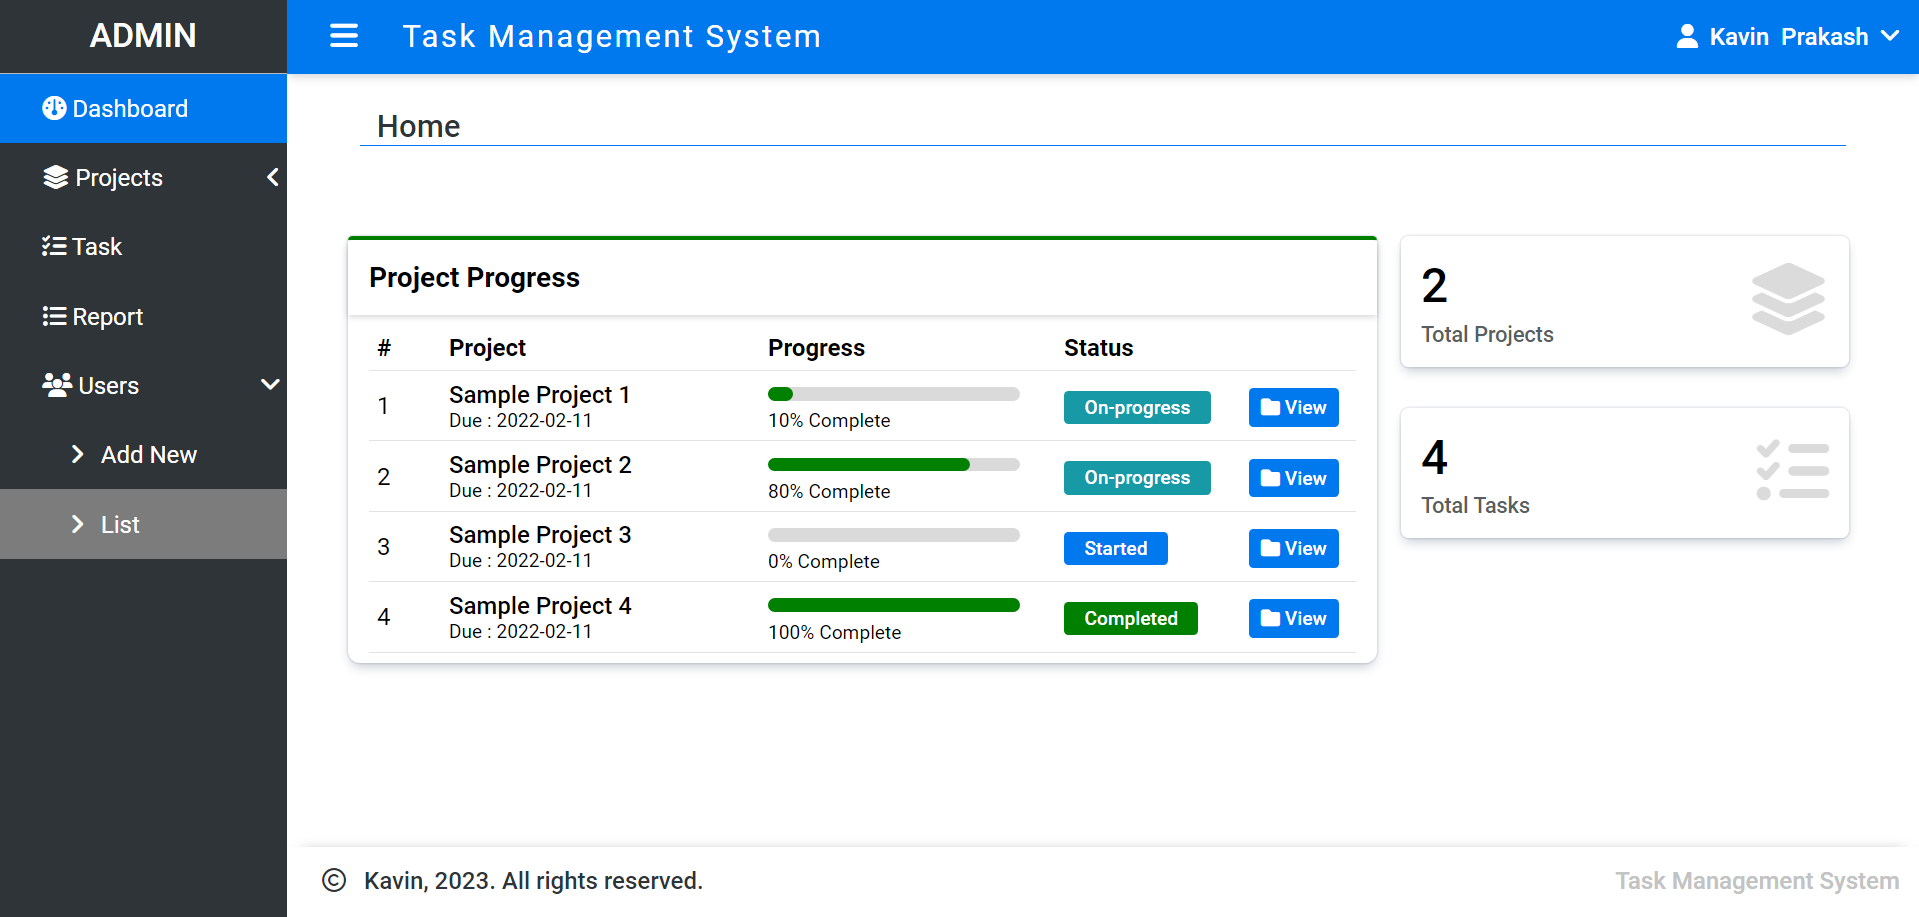 ADMIN
Task Management System
Kavin Prakash
Dashboard
Projects
Task
Report
Users
Add New
List
Home
Project Progress
# Project Progress Status
1 Sample Project 1 On-progress View
Due : 2022-02-11 10% Complete
2 Sample Project 2 On-progress View
Due : 2022-02-11 80% Complete
3 Sample Project 3 Started View
Due : 2022-02-11 0% Complete
4 Sample Project 4 Completed View
Due : 2022-02-11 100% Complete
2
Total Projects
4
Total Tasks
© Kavin, 2023. All rights reserved.
Task Management System